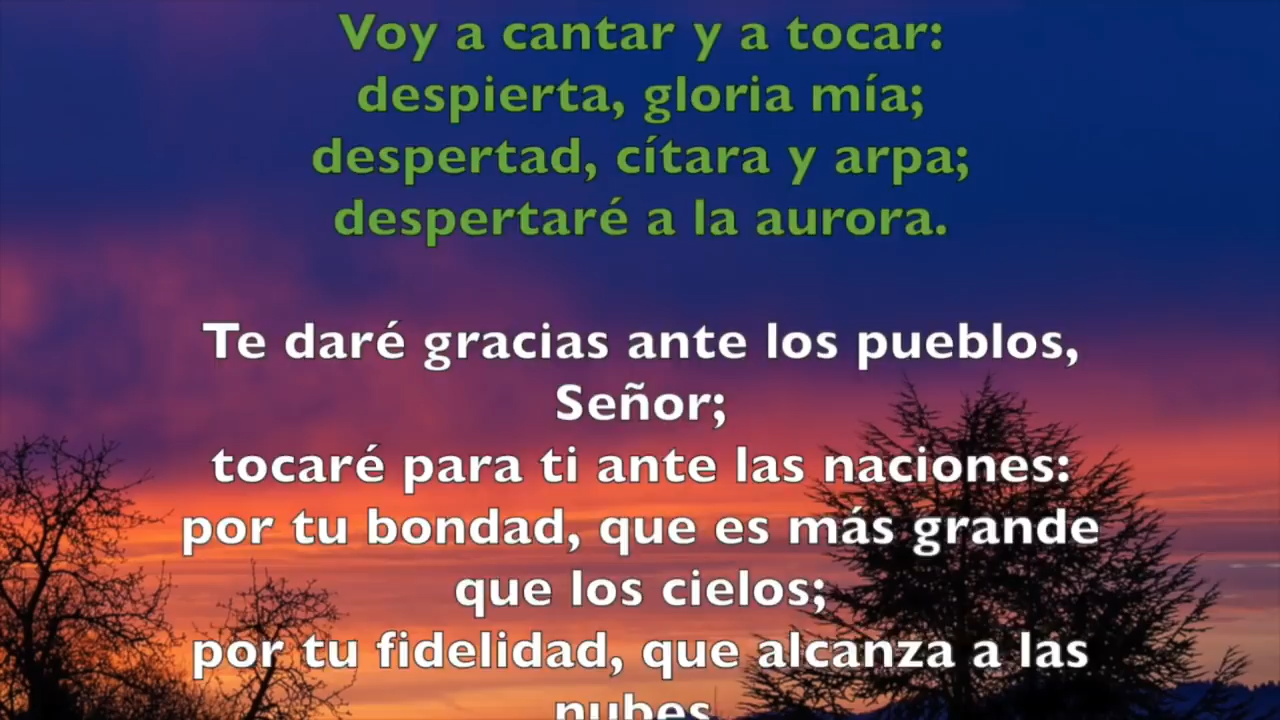 Voy a cantar y a tocar:
despierta, gloria mía;
despertad, cítara y arpa;
despertaré a la aurora.
Te daré gracias ante los pueblos,
Señor;
tocaré para ti ante las naciones:
por tu bondad, que es más grande
que los cielos;
por tu fidelidad, que alcanza a las
nubes